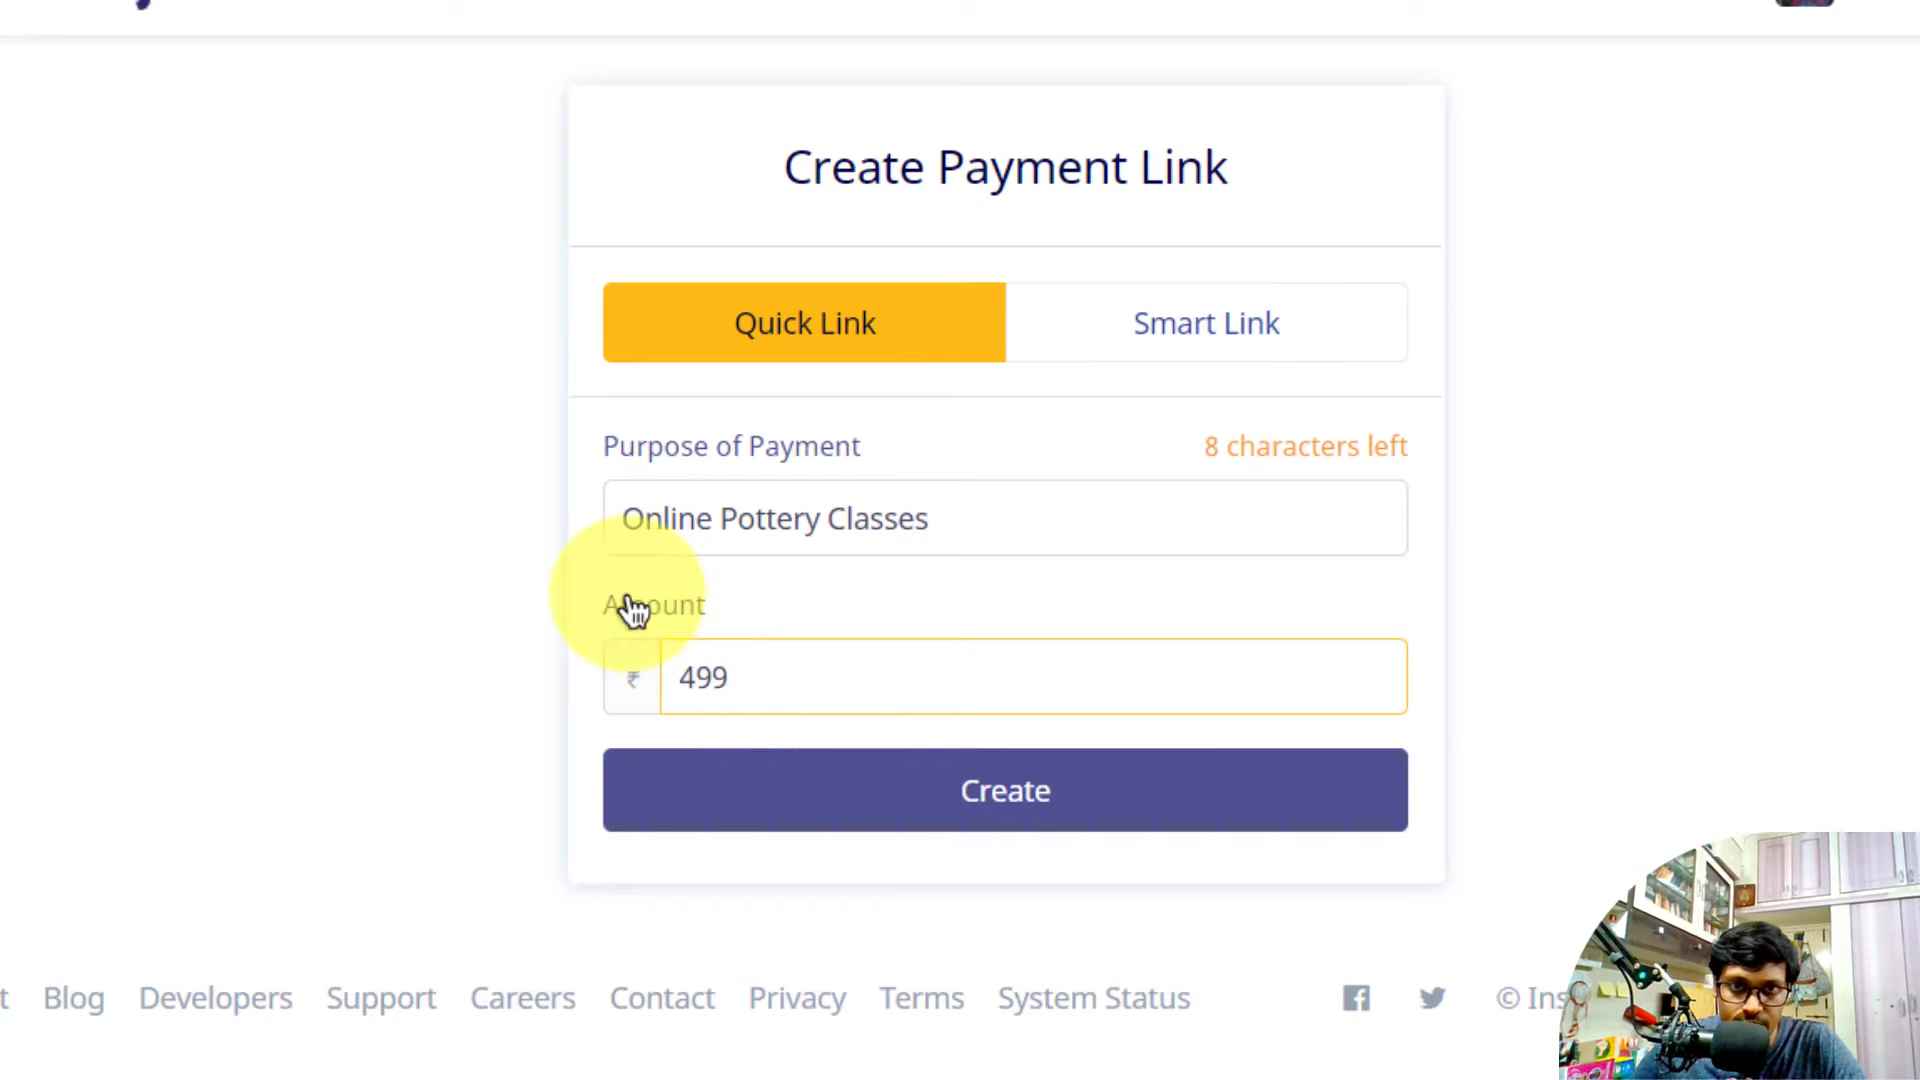 Create Payment Link
Quick Link
Smart Link
Purpose of Payment
8 characters left
Online Pottery Classes
Amount
₹
499
Create
Blog
Developers
Support
Careers
Contact
Privacy
Terms
System Status
©